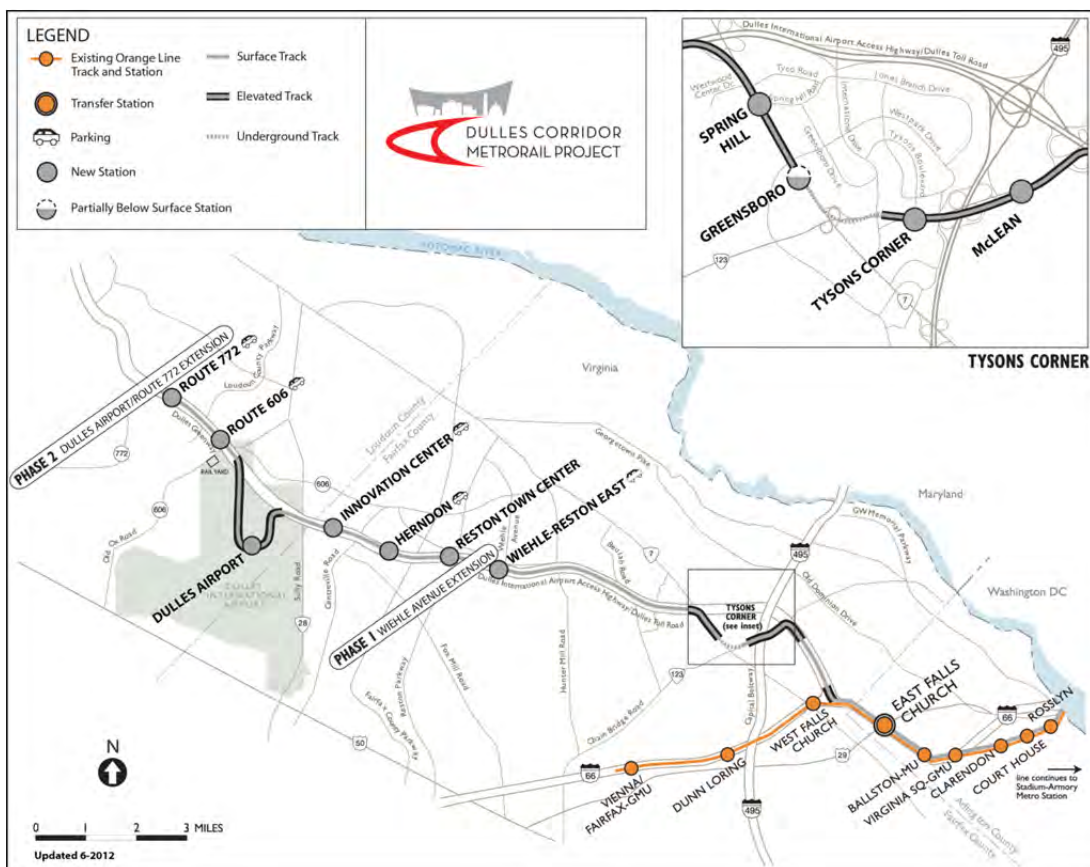 LEGEND
Existing Orange Line
Track and Station
Transfer Station
Parking
New Station
Partially Below Surface Station
Surface Track
Elevated Track
Underground Track
DULLES CORRIDOR
METRORAIL PROJECT
Dulles International Airport Access Highway/Dulles Toll Road
495
Westwood
Center Dr.
Tyco Road
Spring Hill Road
Jones Branch Drive
International Drive
Westpark Drive
Greensboro Drive
Tysons Boulevard
SPRING
HILL
GREENSBORO
TYSONS CORNER
McLEAN
123
7
TYSONS CORNER
POTOMAC RIVER
Virginia
Maryland
Washington DC
PHASE 2 DULLES AIRPORT/ROUTE 772 EXTENSION
ROUTE 772
ROUTE 606
Loudoun County Parkway
Dulles Greenway
772
RAIL YARD
606
606
Old Ox Road
Loudoun County
Fairfax County
DULLES AIRPORT
DULLES
INTERNATIONAL
AIRPORT
Sully Road
28
Centreville Road
INNOVATION CENTER
HERNDON
RESTON TOWN CENTER
WIEHLE-RESTON EAST
Wiehle
Avenue
PHASE 1 WIEHLE AVENUE EXTENSION
Dulles International Airport Access Highway/Dulles Toll Road
Fox Mill Road
Reston Parkway
Fairfax County
Parkway
Hunter Mill Road
Beulah Road
7
Georgetown Pike
GW Memorial Parkway
Old Dominion Drive
495
TYSONS
CORNER
(see inset)
123
Chain Bridge Road
Capital Beltway
50
66
VIENNA/
FAIRFAX-GMU
DUNN LORING
WEST FALLS
CHURCH
EAST FALLS
CHURCH
29
495
BALLSTON-MU
VIRGINIA SQ-GMU
CLARENDON
COURT HOUSE
ROSSLYN
66
line continues to
Stadium-Armory
Metro Station
Arlington County
Fairfax County
N
0 1 2 3 MILES
Updated 6-2012